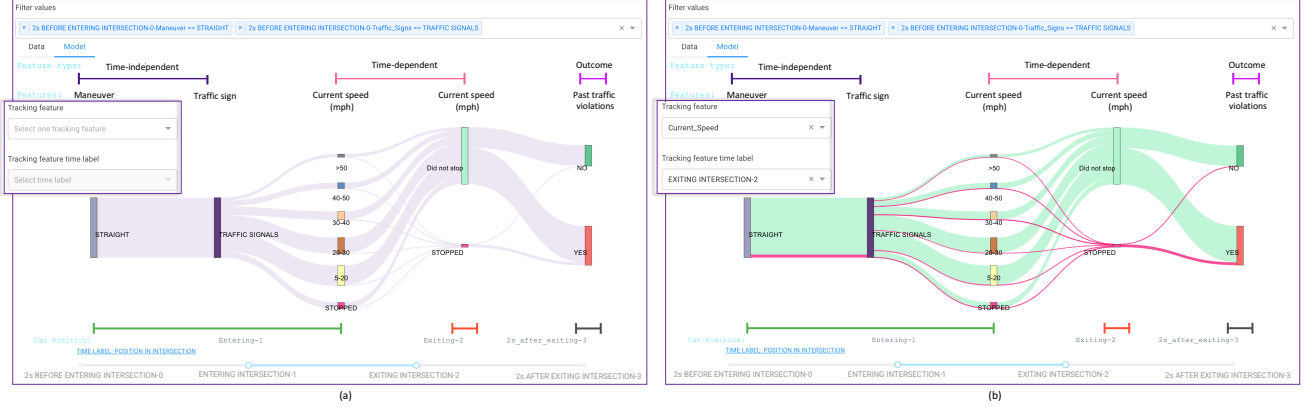 Filter values
× 2s BEFORE ENTERING INTERSECTION-0-Maneuver == STRAIGHT × 2s BEFORE ENTERING INTERSECTION-0-Traffic_Signs == TRAFFIC SIGNALS ×
Data Model
Feature type: Time-independent Time-dependent Outcome
Features: Maneuver Traffic sign Current speed (mph) Current speed (mph) Past traffic violations
Tracking feature
Select one tracking feature
Tracking feature time label
Select time label
>50
Did not stop
NO
40-50
30-40
STRAIGHT
TRAFFIC SIGNALS
20-30
STOPPED
YES
5-20
STOPPED
Car Position: Entering-1 Exiting-2 2s_after_exiting-3
TIME LABEL: POSITION IN INTERSECTION
2s BEFORE ENTERING INTERSECTION-0 ENTERING INTERSECTION-1 EXITING INTERSECTION-2 2s AFTER EXITING INTERSECTION-3
(a)
Filter values
× 2s BEFORE ENTERING INTERSECTION-0-Maneuver == STRAIGHT × 2s BEFORE ENTERING INTERSECTION-0-Traffic_Signs == TRAFFIC SIGNALS ×
Data Model
Feature type: Time-independent Time-dependent Outcome
Features: Maneuver Traffic sign Current speed (mph) Current speed (mph) Past traffic violations
Tracking feature
Current_Speed ×
Tracking feature time label
EXITING INTERSECTION-2 ×
>50
Did not stop
NO
40-50
30-40
STRAIGHT
TRAFFIC SIGNALS
20-30
STOPPED
YES
5-20
STOPPED
Car Position: Entering-1 Exiting-2 2s_after_exiting-3
TIME LABEL: POSITION IN INTERSECTION
2s BEFORE ENTERING INTERSECTION-0 ENTERING INTERSECTION-1 EXITING INTERSECTION-2 2s AFTER EXITING INTERSECTION-3
(b)